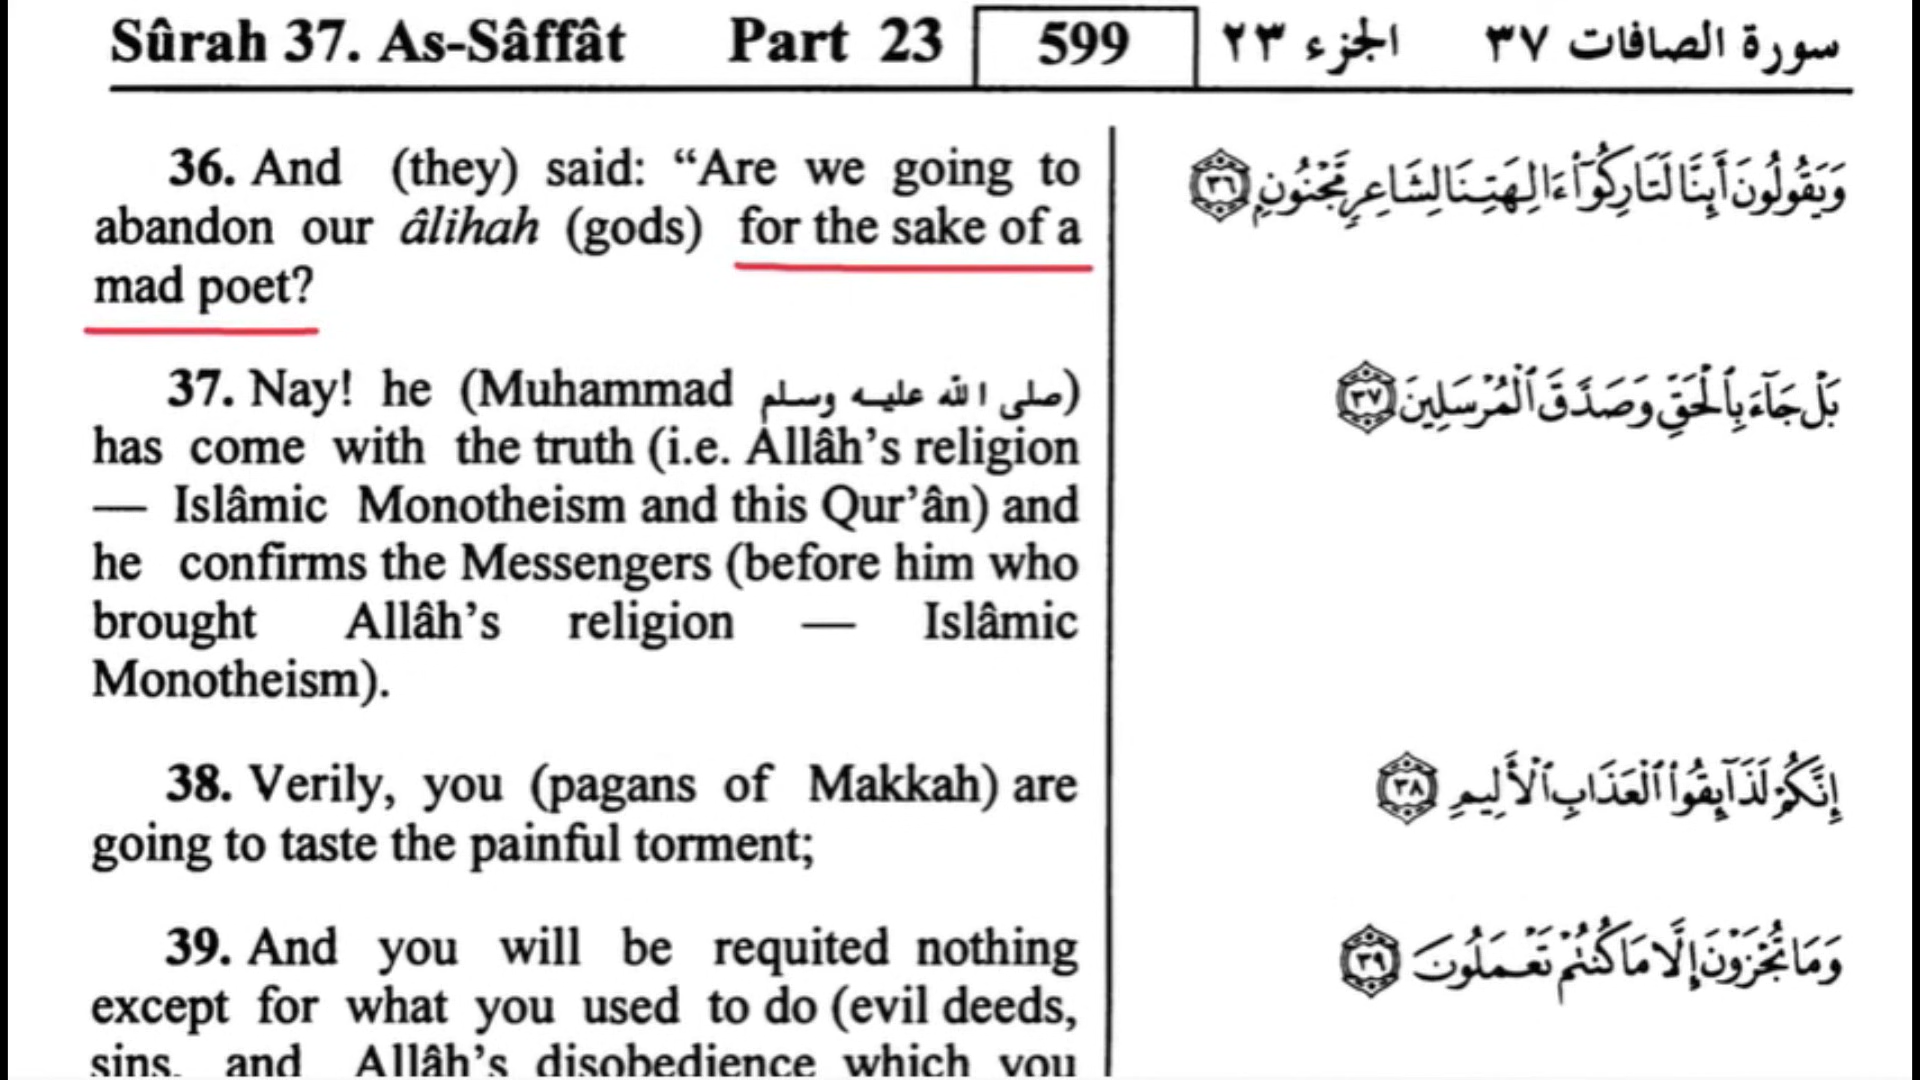 Sûrah 37. As-Sâffât Part 23 599 الجزء ٢٣ سورة الصافات ٣٧
36. And (they) said: “Are we going to
abandon our âlihah (gods) for the sake of a
mad poet?
37. Nay! he (Muhammad صلى الله عليه وسلم)
has come with the truth (i.e. Allâh’s religion
— Islâmic Monotheism and this Qur’ân) and
he confirms the Messengers (before him who
brought Allâh’s religion — Islâmic
Monotheism).
38. Verily, you (pagans of Makkah) are
going to taste the painful torment;
39. And you will be requited nothing
except for what you used to do (evil deeds,
sins, and Allâh’s disobedience which you
وَيَقُولُونَ أَئِنَّا لَتَارِكُوٓا۟ ءَالِهَتِنَا لِشَاعِرٍ مَّجْنُونٍ ٣٦
بَلْ جَآءَ بِٱلْحَقِّ وَصَدَّقَ ٱلْمُرْسَلِينَ ٣٧
إِنَّكُمْ لَذَآئِقُوا۟ ٱلْعَذَابِ ٱلْأَلِيمِ ٣٨
وَمَا تُجْزَوْنَ إِلَّا مَا كُنتُمْ تَعْمَلُونَ ٣٩